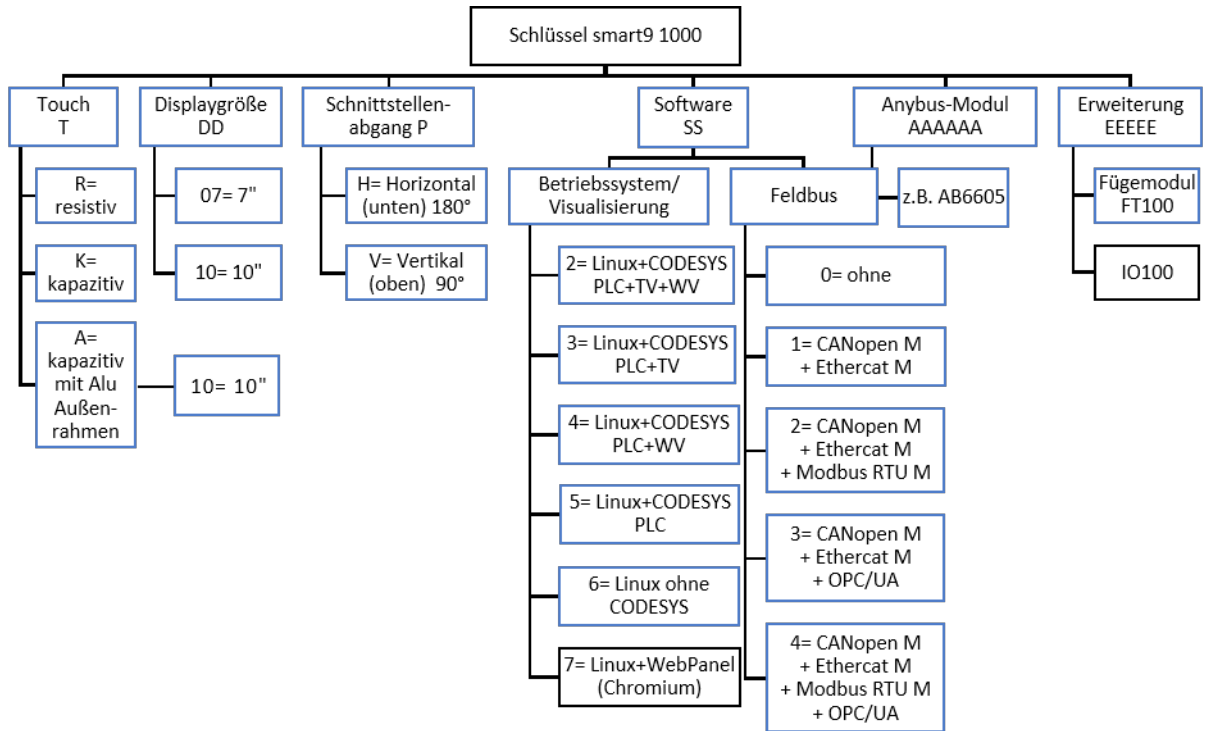 Schlüssel smart9 1000
Touch
T
Displaygröße
DD
Schnittstellen-
abgang P
Software
SS
Anybus-Modul
AAAAAA
Erweiterung
EEEEE
R=
resistiv
K=
kapazitiv
A=
kapazitiv
mit Alu
Außen-
rahmen
07= 7"
10= 10"
10= 10"
H= Horizontal
(unten) 180°
V= Vertikal
(oben) 90°
Betriebssystem/
Visualisierung
2= Linux+CODESYS
PLC+TV+WV
3= Linux+CODESYS
PLC+TV
4= Linux+CODESYS
PLC+WV
5= Linux+CODESYS
PLC
6= Linux ohne
CODESYS
7= Linux+WebPanel
(Chromium)
Feldbus
0= ohne
1= CANopen M
+ Ethercat M
2= CANopen M
+ Ethercat M
+ Modbus RTU M
3= CANopen M
+ Ethercat M
+ OPC/UA
4= CANopen M
+ Ethercat M
+ Modbus RTU M
+ OPC/UA
z.B. AB6605
Fügemodul
FT100
IO100